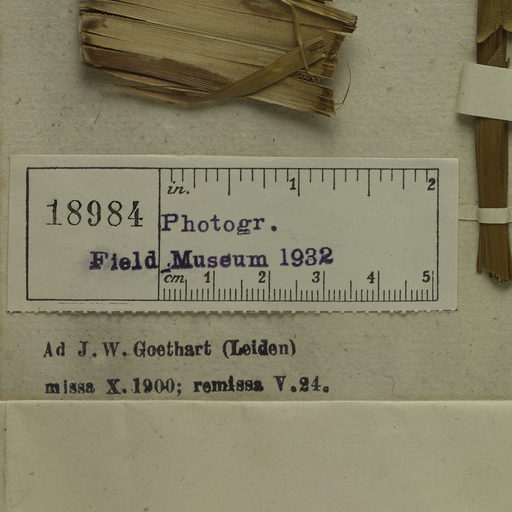 in. 1 2
18984 Photogr.
Field Museum 1932
cm 1 2 3 4 5
Ad J. W. Goethart (Leiden)
missa X. 1900; remissa V. 24.